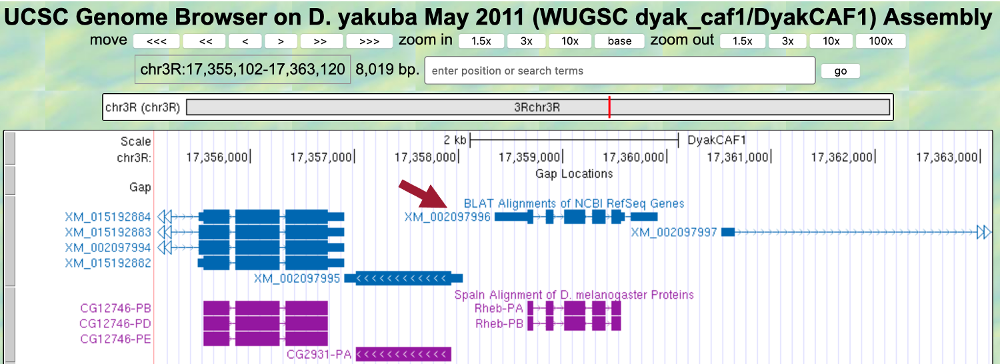 UCSC Genome Browser on D. yakuba May 2011 (WUGSC dyak_caf1/DyakCAF1) Assembly
move <<< << < > >> >>> zoom in 1.5x 3x 10x base zoom out 1.5x 3x 10x 100x
chr3R:17,355,102-17,363,120 8,019 bp. enter position or search terms go
chr3R (chr3R) 3Rchr3R
Scale 2 kb DyakCAF1
chr3R: 17,356,000 17,357,000 17,358,000 17,359,000 17,360,000 17,361,000 17,362,000 17,363,000
Gap Locations
Gap
BLAT Alignments of NCBI RefSeq Genes
XM_015192884 XM_002097996
XM_015192883 XM_002097997
XM_002097994
XM_015192882
XM_002097995
Spaln Alignment of D. melanogaster Proteins
CG12746-PB Rheb-PA
CG12746-PD Rheb-PB
CG12746-PE
CG2931-PA